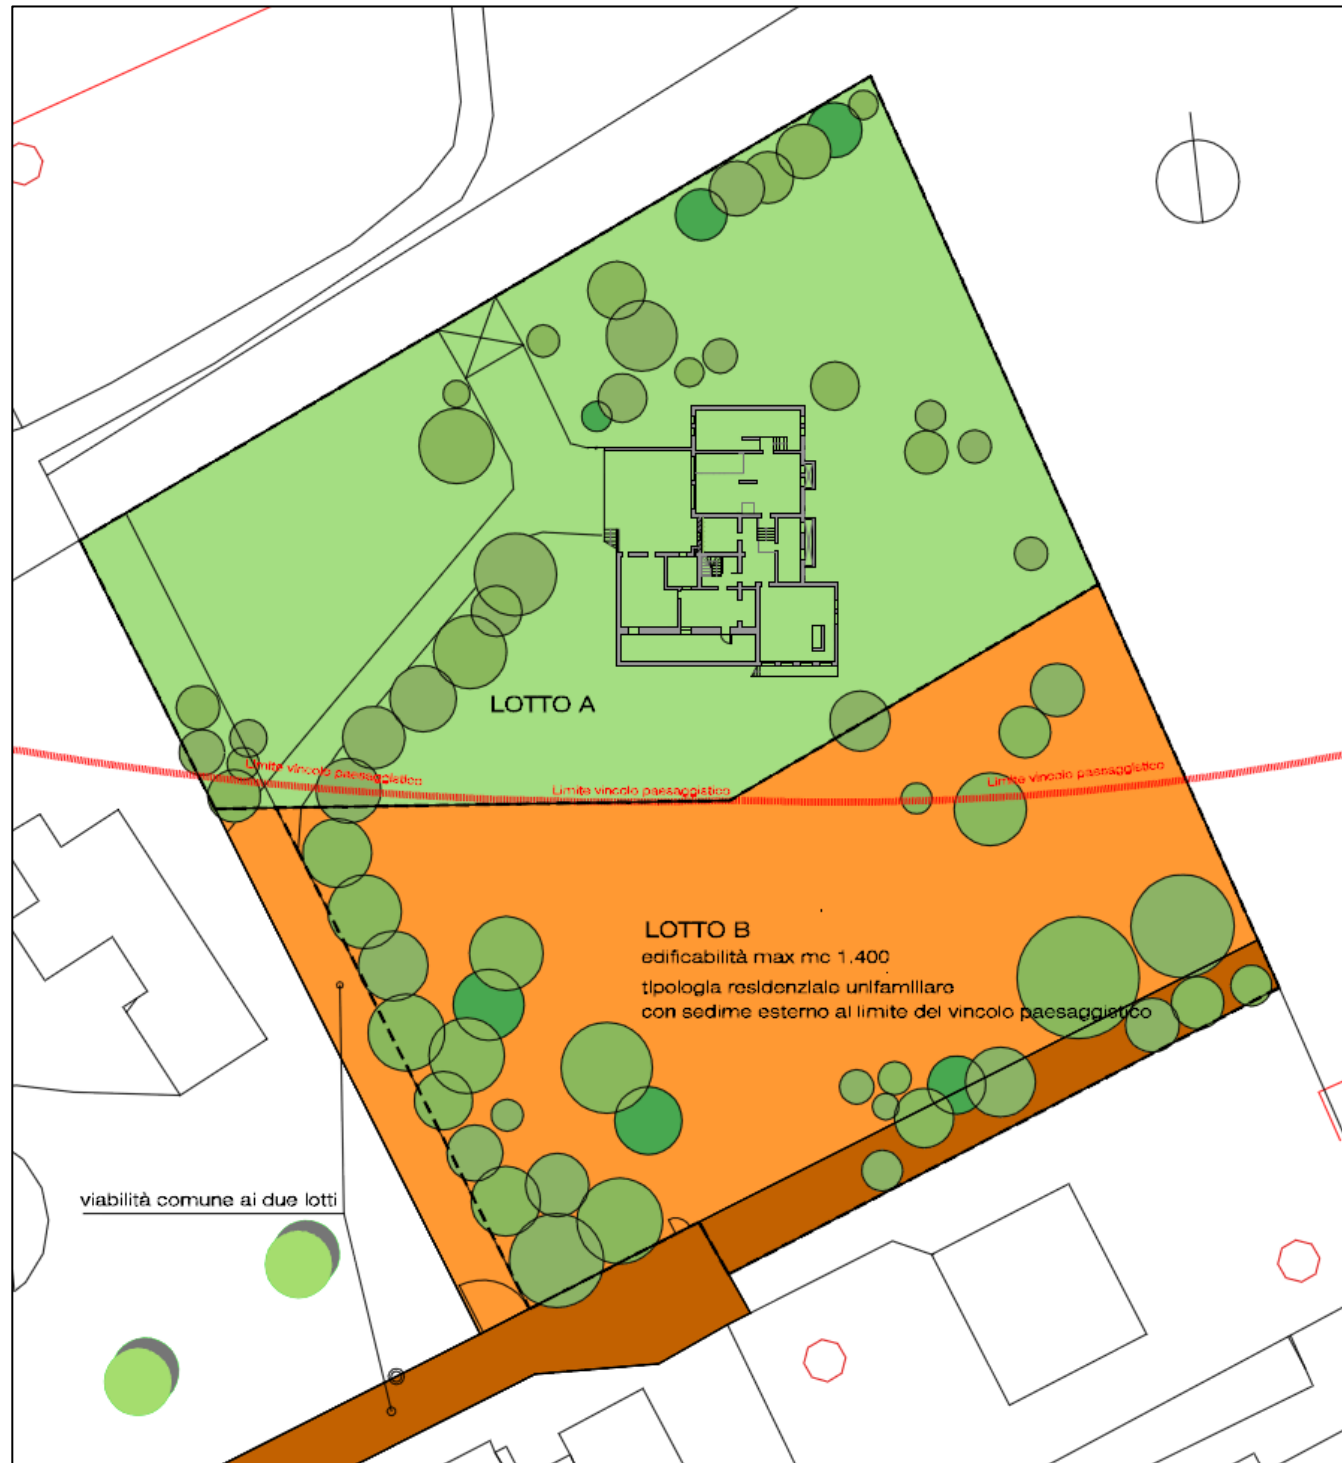 LOTTO A
Limite vincolo paesaggistico
Limite vincolo paesaggistico
Limite vincolo paesaggistico
LOTTO B
edificabilità max mc 1.400
tipologia residenziale unifamiliare
con sedime esterno al limite del vincolo paesaggistico
viabilità comune ai due lotti